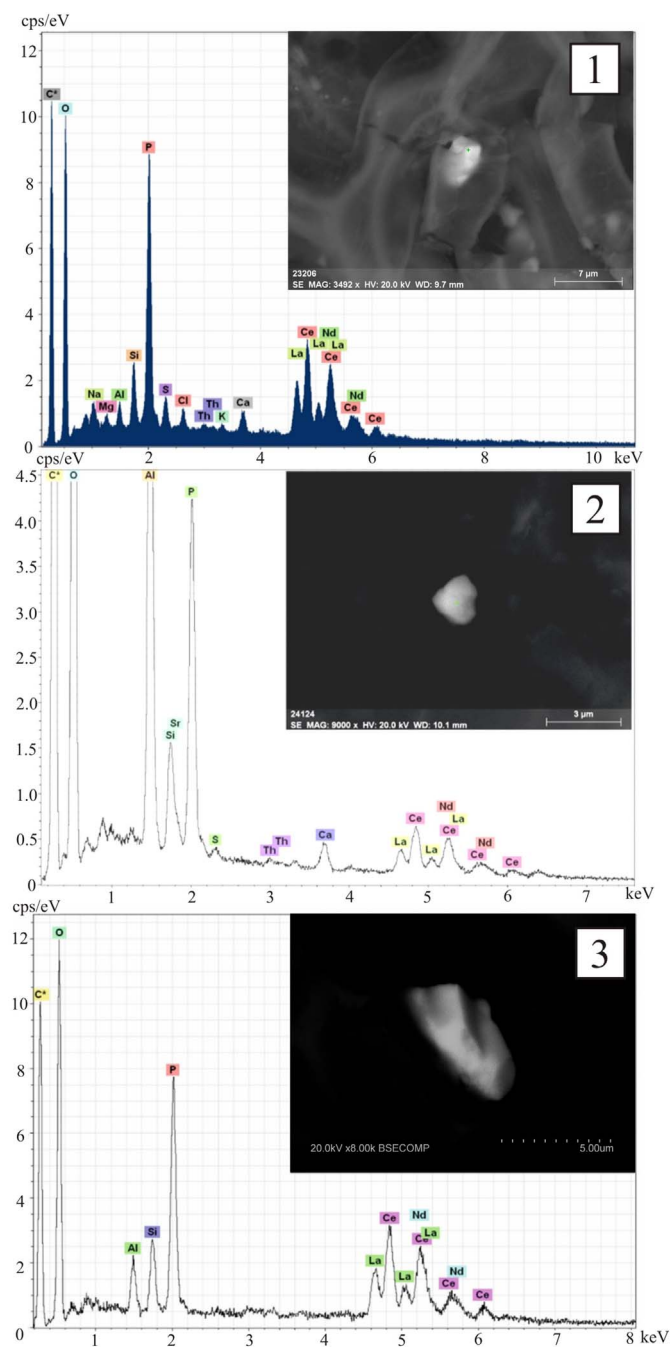 cps/eV
1
12
10
8
6
4
2
0
C*
O
P
Si
Na
Mg
Al
S
Cl
Th
Th
K
Ca
La
Ce
La
Nd
La
Ce
Nd
Ce
Ce
2
4
6
8
10
keV
23206
SE MAG: 3492 x HV: 20.0 kV WD: 9.7 mm
7 µm
cps/eV
2
4.5
4.0
3.5
3.0
2.5
2.0
1.5
1.0
0.5
0
C*
O
Al
P
Sr
Si
S
Th
Th
Ca
La
Ce
La
Nd
La
Ce
Nd
Ce
Ce
1
2
3
4
5
6
7
keV
24124
SE MAG: 9000 x HV: 20.0 kV WD: 10.1 mm
3 µm
cps/eV
3
12
10
8
6
4
2
0
C*
O
Al
Si
P
La
Ce
La
Nd
Ce
La
Nd
Ce
Ce
1
2
3
4
5
6
7
8
keV
20.0kV x8.00k BSECOMP
5.00um